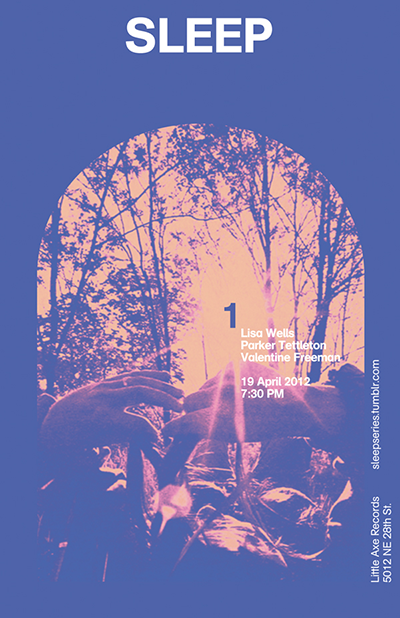 SLEEP
1
Lisa Wells
Parker Tettleton
Valentine Freeman
19 April 2012
7:30 PM
sleepseries.tumblr.com
Little Axe Records
5012 NE 28th St.